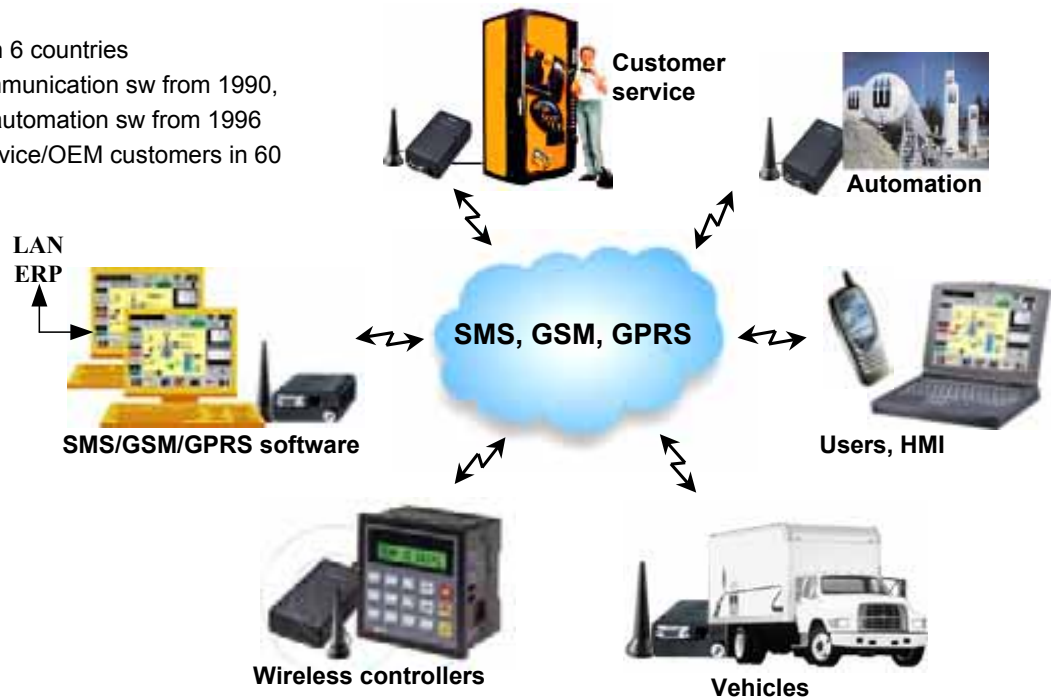 6 countries
munication sw from 1990,
automation sw from 1996
vice/OEM customers in 60
Customer
service
Automation
LAN
ERP
SMS, GSM, GPRS
SMS/GSM/GPRS software
Users, HMI
Wireless controllers
Vehicles